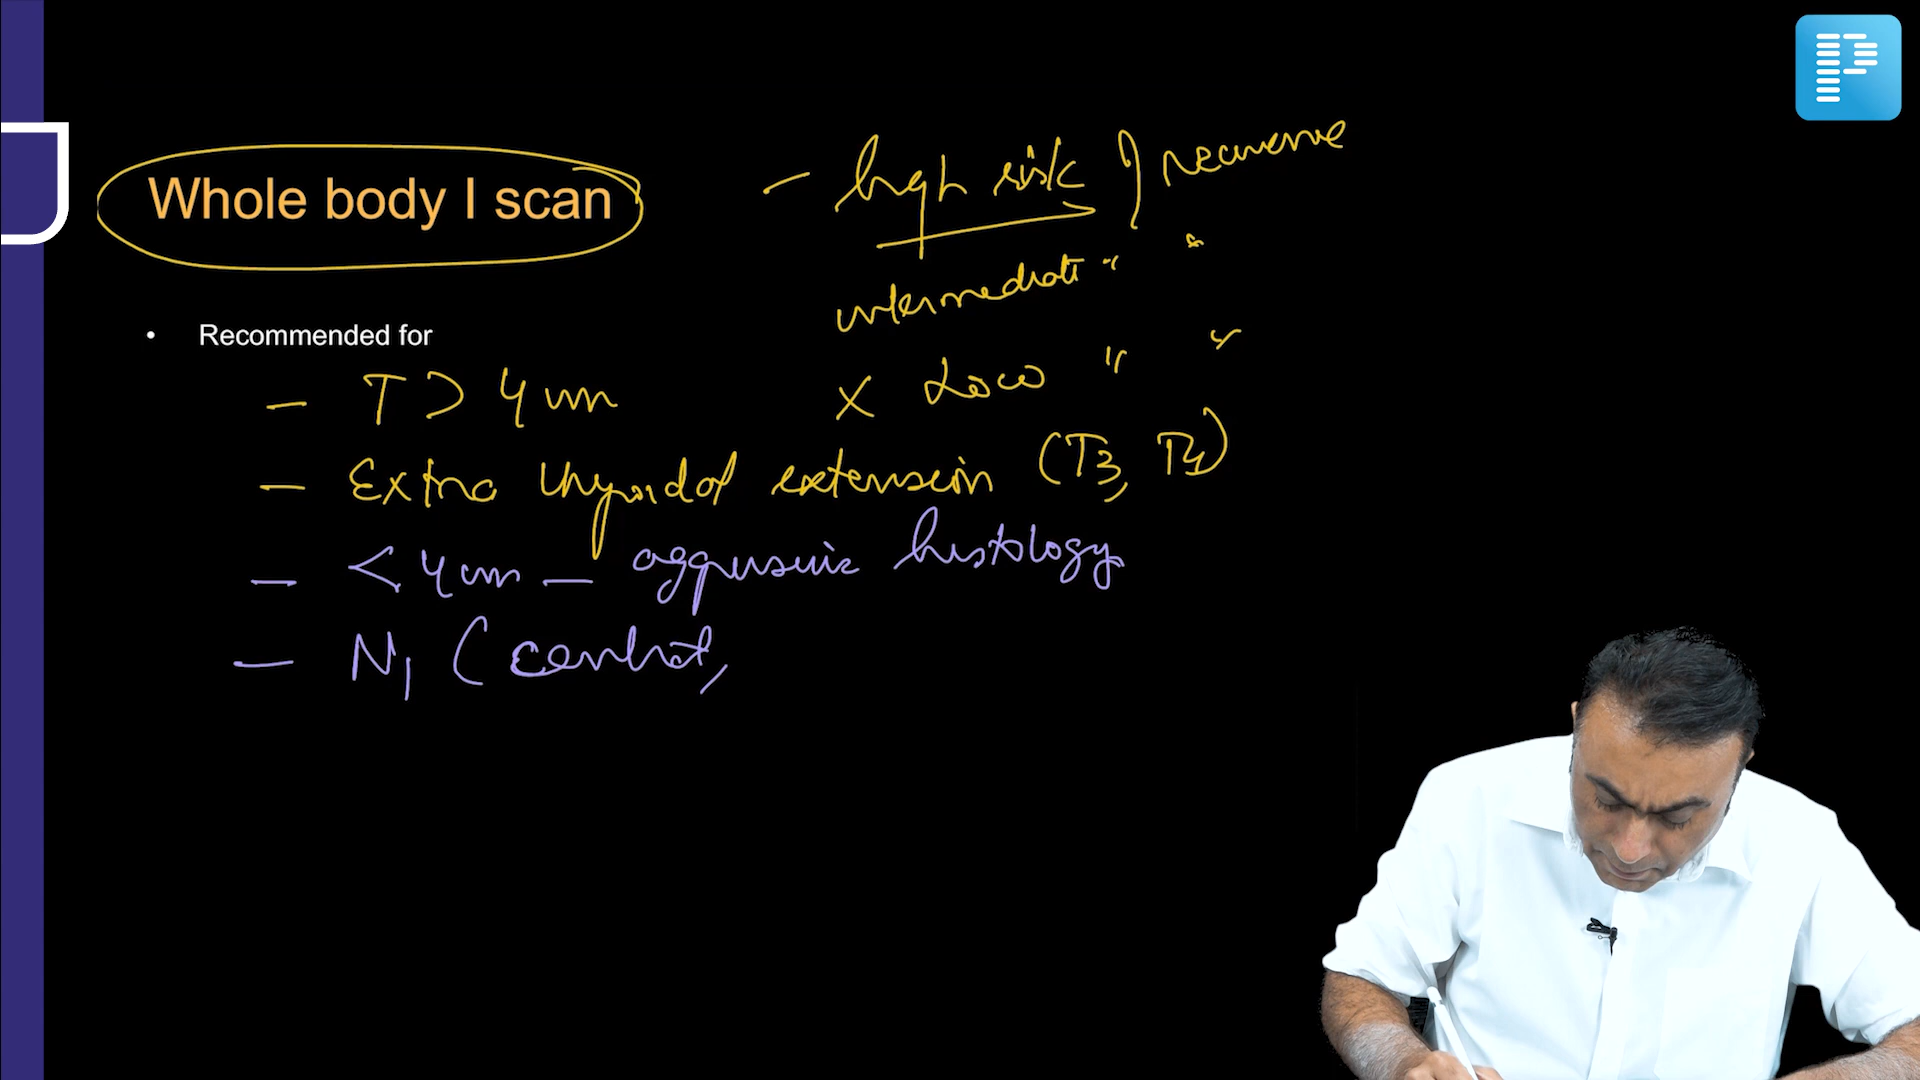 Whole body I scan
- high risk of recurrence
intermediate " "
x Low " "
• Recommended for
- T > 4 cm
- Extra thyroidal extension (T3, T4)
- < 4 cm - aggressive histology
- N1 (central,